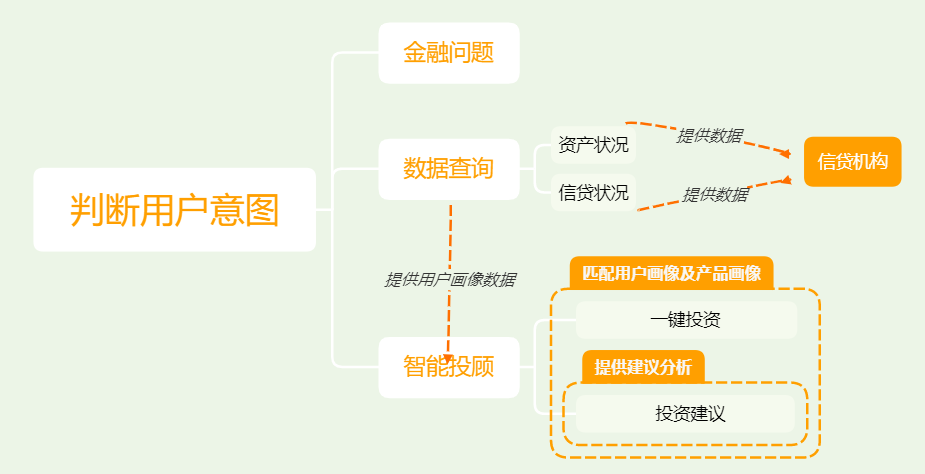 金融问题
判断用户意图
数据查询
资产状况
信贷状况
提供数据
提供数据
信贷机构
提供用户画像数据
智能投顾
匹配用户画像及产品画像
一键投资
提供建议分析
投资建议